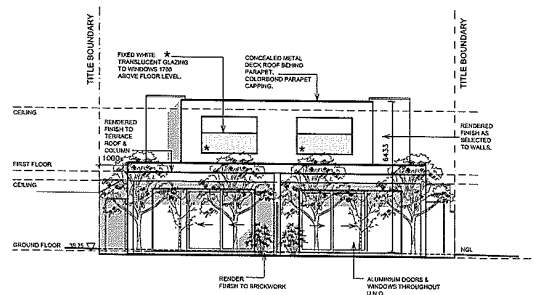 TITLE BOUNDARY
TITLE BOUNDARY
FIXED WHITE *
TRANSLUCENT GLAZING
TO WINDOWS 1700
ABOVE FLOOR LEVEL.
CONCEALED METAL
DECK ROOF BEHIND
PARAPET.
COLORBOND PARAPET
CAPPING.
CEILING
RENDERED
FINISH TO
TERRACE
ROOF &
COLUMN
1000
RENDERED
FINISH AS
SELECTED
TO WALLS.
6433
*
*
FIRST FLOOR
CEILING
GROUND FLOOR
NGL
RENDER
FINISH TO BRICKWORK
ALUMINIUM DOORS &
WINDOWS THROUGHOUT
U.N.O